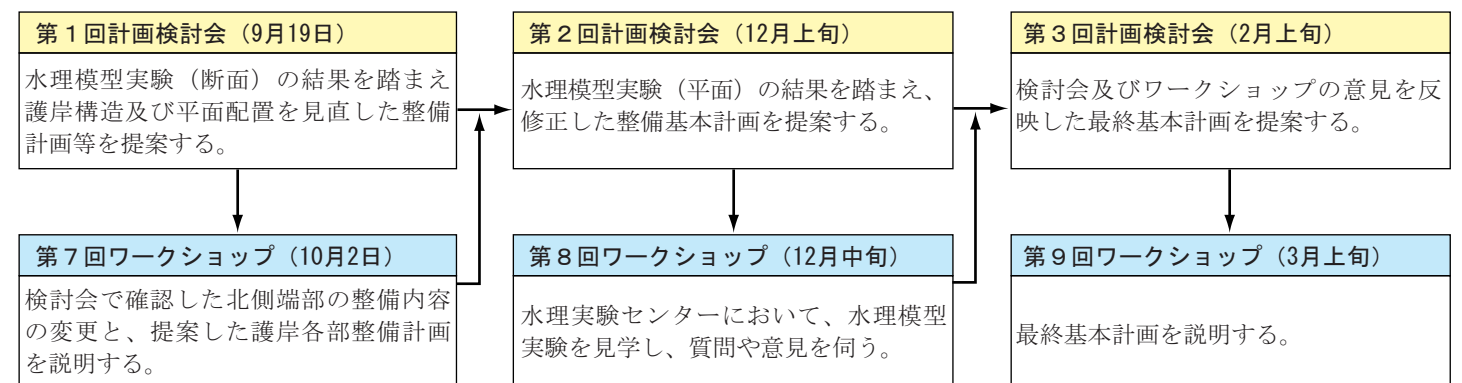 第1回計画検討会（9月19日）
水理模型実験（断面）の結果を踏まえ
護岸構造及び平面配置を見直した整備
計画等を提案する。
第2回計画検討会（12月上旬）
水理模型実験（平面）の結果を踏まえ、
修正した整備基本計画を提案する。
第3回計画検討会（2月上旬）
検討会及びワークショップの意見を反
映した最終基本計画を提案する。
第7回ワークショップ（10月2日）
検討会で確認した北側端部の整備内容
の変更と、提案した護岸各部整備計画
を説明する。
第8回ワークショップ（12月中旬）
水理実験センターにおいて、水理模型
実験を見学し、質問や意見を伺う。
第9回ワークショップ（3月上旬）
最終基本計画を説明する。